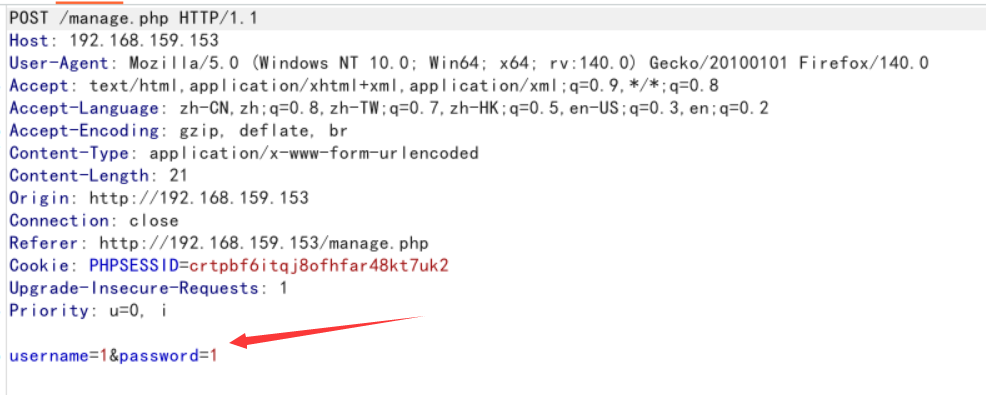 POST /manage.php HTTP/1.1
Host: 192.168.159.153
User-Agent: Mozilla/5.0 (Windows NT 10.0; Win64; x64; rv:140.0) Gecko/20100101 Firefox/140.0
Accept: text/html,application/xhtml+xml,application/xml;q=0.9,*/*;q=0.8
Accept-Language: zh-CN,zh;q=0.8,zh-TW;q=0.7,zh-HK;q=0.5,en-US;q=0.3,en;q=0.2
Accept-Encoding: gzip, deflate, br
Content-Type: application/x-www-form-urlencoded
Content-Length: 21
Origin: http://192.168.159.153
Connection: close
Referer: http://192.168.159.153/manage.php
Cookie: PHPSESSID=crtpbf6itqj8ofhfar48kt7uk2
Upgrade-Insecure-Requests: 1
Priority: u=0, i
username=1&password=1